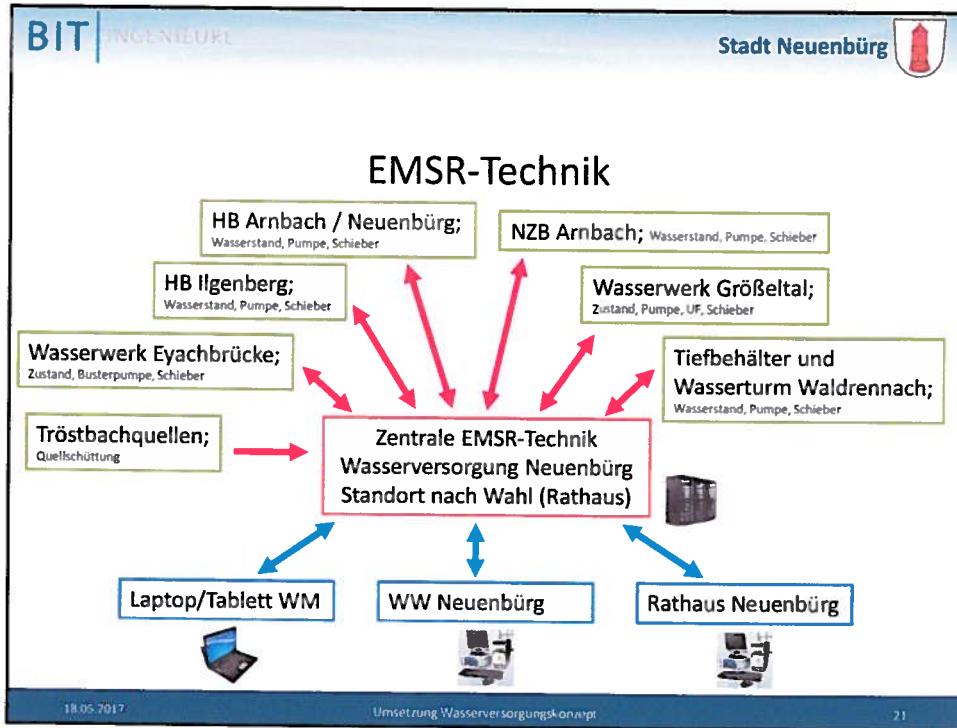 BIT INGENIEURE
Stadt Neuenbürg
EMSR-Technik
HB Arnbach / Neuenbürg;
Wasserstand, Pumpe, Schieber
NZB Arnbach; Wasserstand, Pumpe, Schieber
HB Ilgenberg;
Wasserstand, Pumpe, Schieber
Wasserwerk Größeltal;
Zustand, Pumpe, UF, Schieber
Wasserwerk Eyachbrücke;
Zustand, Busterpumpe, Schieber
Tiefbehälter und
Wasserturm Waldrennach;
Wasserstand, Pumpe, Schieber
Tröstbachquellen;
Quellschüttung
Zentrale EMSR-Technik
Wasserversorgung Neuenbürg
Standort nach Wahl (Rathaus)
Laptop/Tablett WM
WW Neuenbürg
Rathaus Neuenbürg
18.05.2017
Umsetzung Wasserversorgungskonzept
21